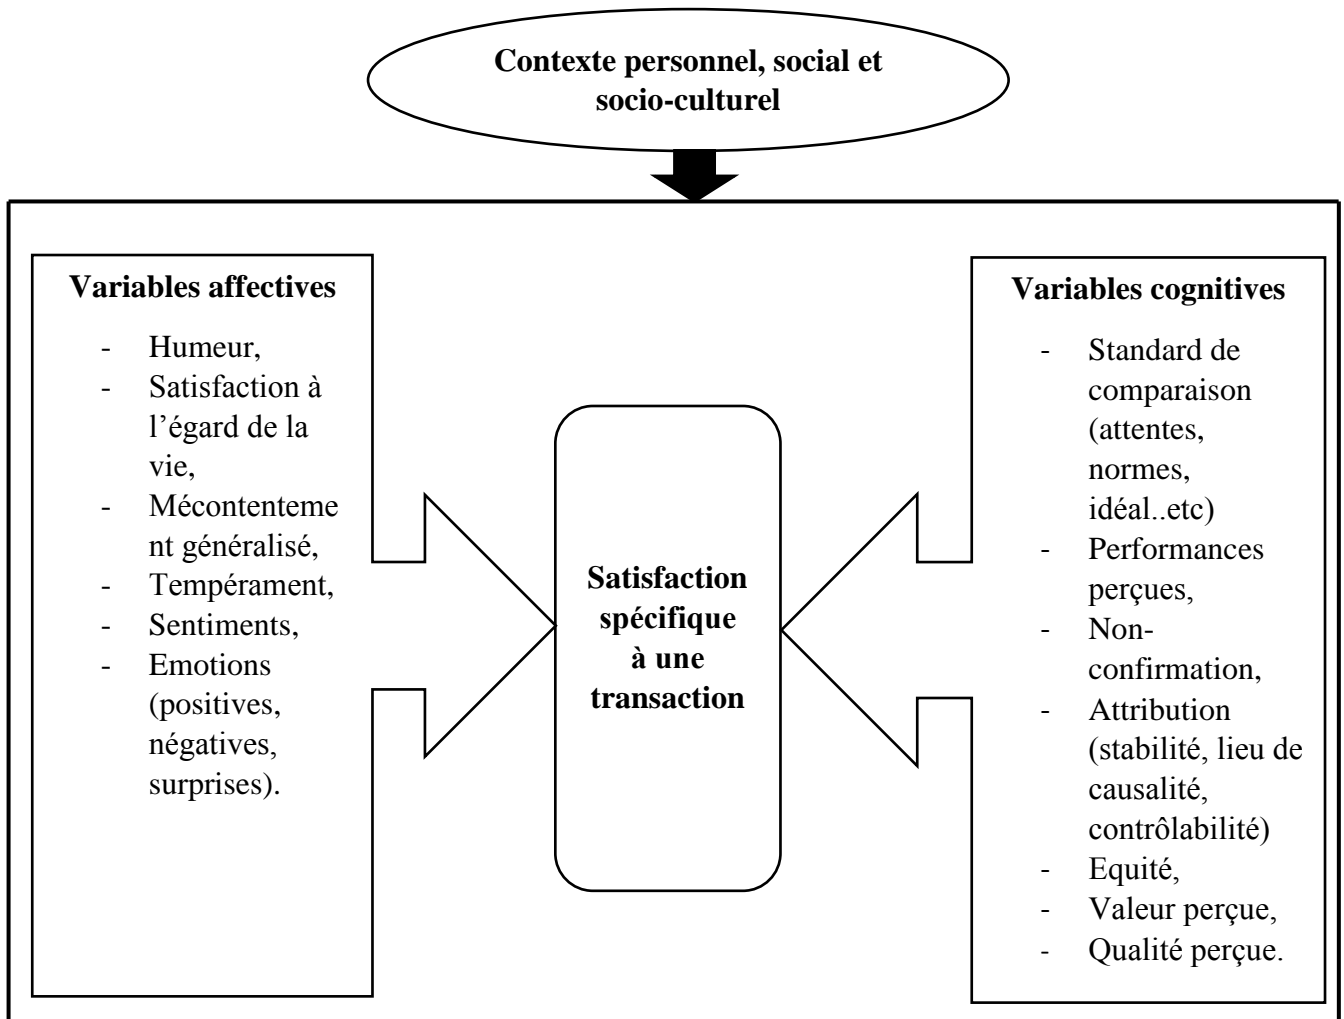 Contexte personnel, social et
socio-culturel
Variables affectives
- Humeur,
- Satisfaction à
l’égard de la
vie,
- Mécontenteme
nt généralisé,
- Tempérament,
- Sentiments,
- Emotions
(positives,
négatives,
surprises).
Satisfaction
spécifique
à une
transaction
Variables cognitives
- Standard de
comparaison
(attentes,
normes,
idéal..etc)
- Performances
perçues,
- Non-
confirmation,
- Attribution
(stabilité, lieu de
causalité,
contrôlabilité)
- Equité,
- Valeur perçue,
- Qualité perçue.